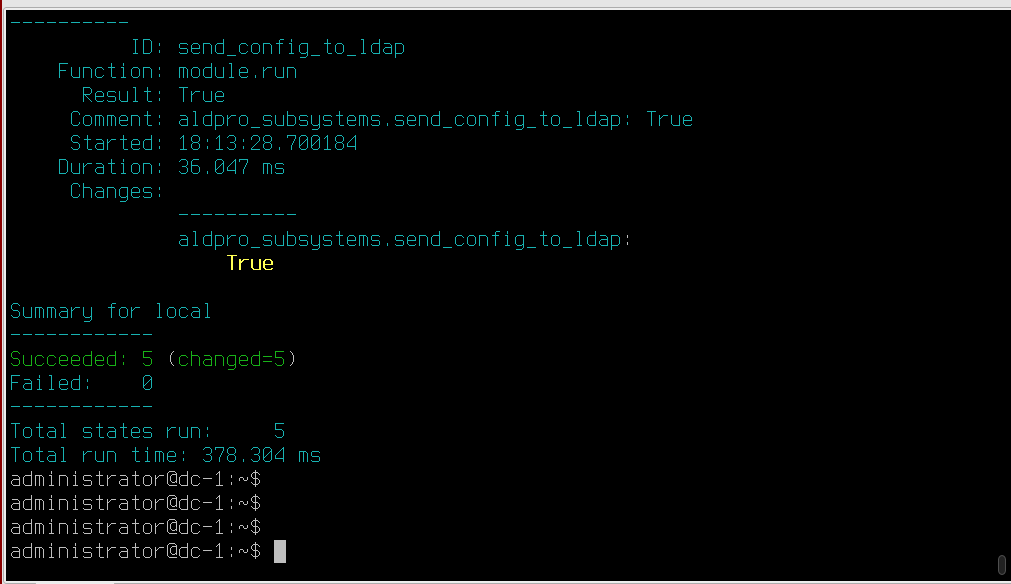 ----------
ID: send_config_to_ldap
Function: module.run
Result: True
Comment: aldpro_subsystems.send_config_to_ldap: True
Started: 18:13:28.700184
Duration: 36.047 ms
Changes:
----------
aldpro_subsystems.send_config_to_ldap:
True
Summary for local
------------
Succeeded: 5 (changed=5)
Failed: 0
------------
Total states run: 5
Total run time: 378.304 ms
administrator@dc-1:~$
administrator@dc-1:~$
administrator@dc-1:~$
administrator@dc-1:~$